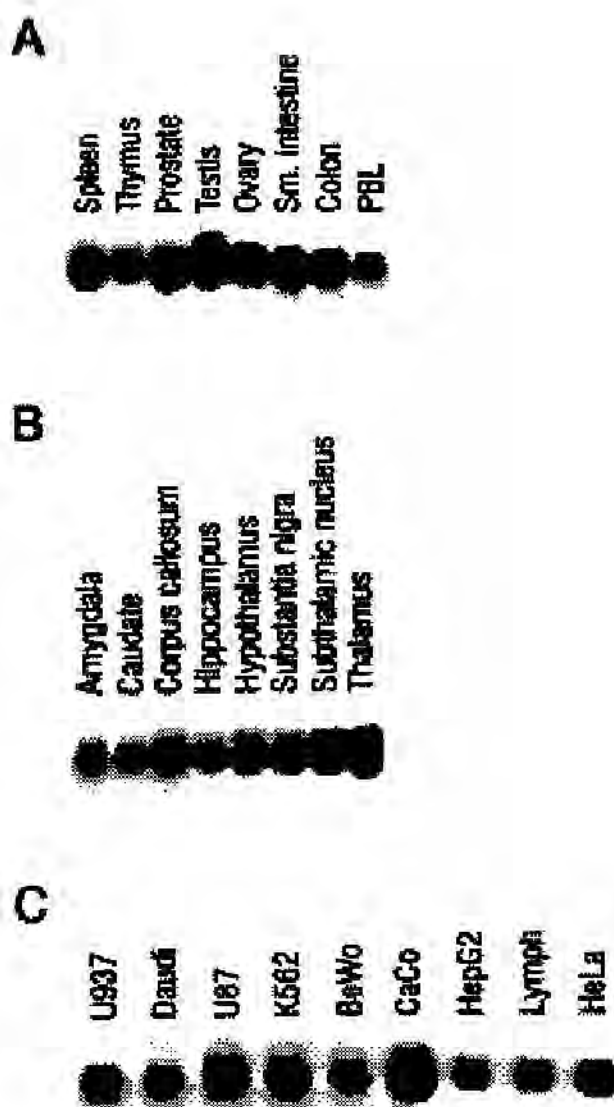 A
Spleen
Thymus
Prostate
Testis
Ovary
Sm. intestine
Colon
PBL
B
Amygdala
Caudate
Corpus callosum
Hippocampus
Hypothalamus
Substantia nigra
Subthalamic nucleus
Thalamus
C
U937
Daudi
U87
K562
BeWo
CaCo
HepG2
Lymph
HeLa